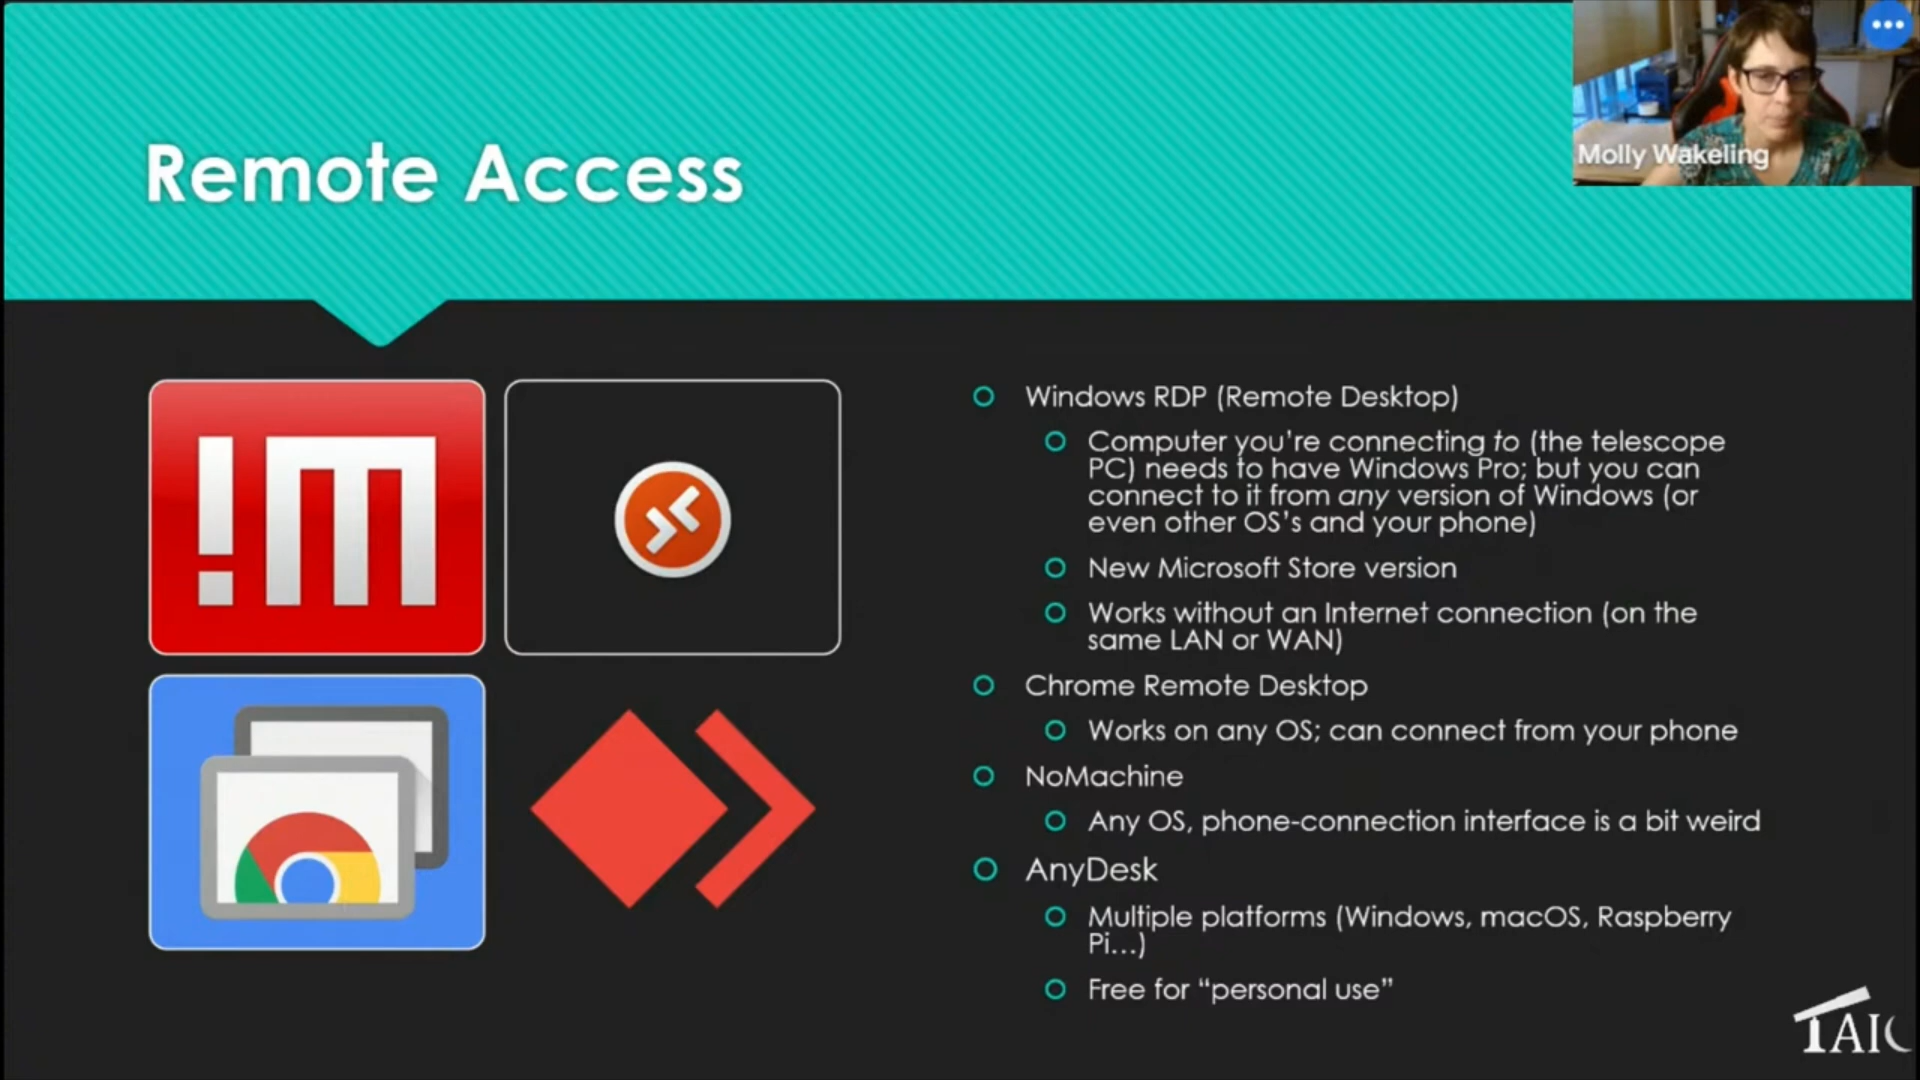 Remote Access
Molly Wakeling
!M
Windows RDP (Remote Desktop)
Computer you're connecting to (the telescope
PC) needs to have Windows Pro; but you can
connect to it from any version of Windows (or
even other OS's and your phone)
New Microsoft Store version
Works without an Internet connection (on the
same LAN or WAN)
Chrome Remote Desktop
Works on any OS; can connect from your phone
NoMachine
Any OS, phone-connection interface is a bit weird
AnyDesk
Multiple platforms (Windows, macOS, Raspberry
Pi...)
Free for “personal use”
TAIC